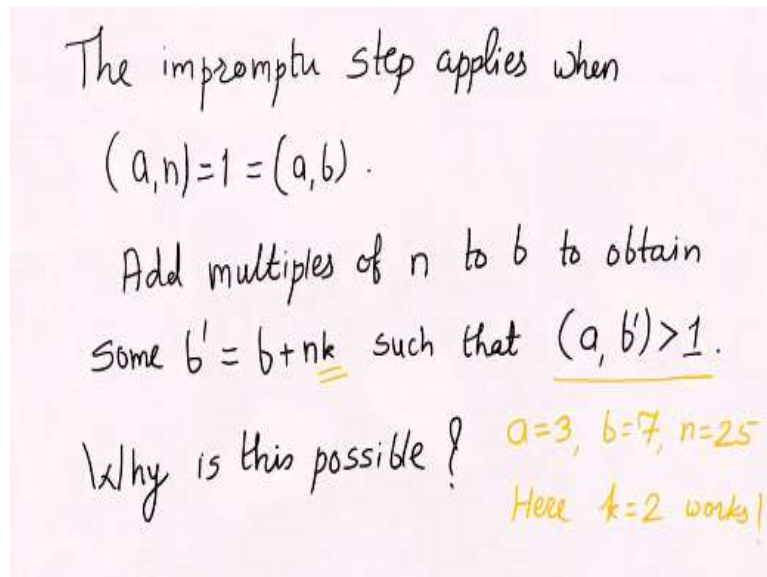 The impromptu step applies when
(a,n)=1=(a,b).
Add multiples of n to b to obtain
some b' = b+nk such that (a, b')>1.
Why is this possible?
a=3, b=7, n=25
Here k=2 works!